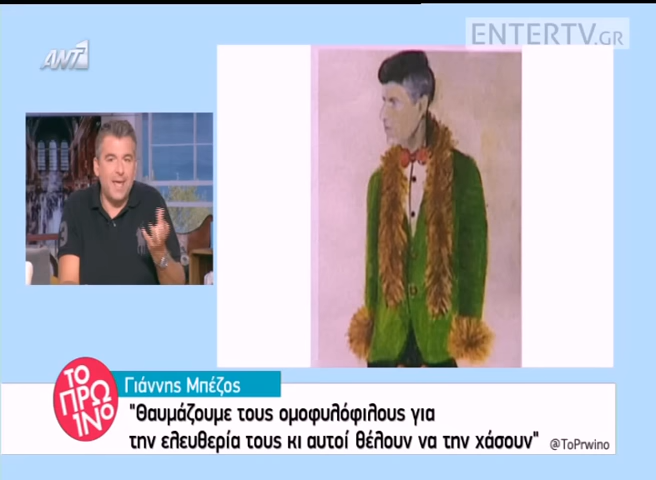 ENTERTV.GR
ΑΝΤ1
ΤΟ
ΠΡΩ
ΙΝΟ
Γιάννης Μπέζος
"Θαυμάζουμε τους ομοφυλόφιλους για
την ελευθερία τους κι αυτοί θέλουν να την χάσουν"
@ToPrwino